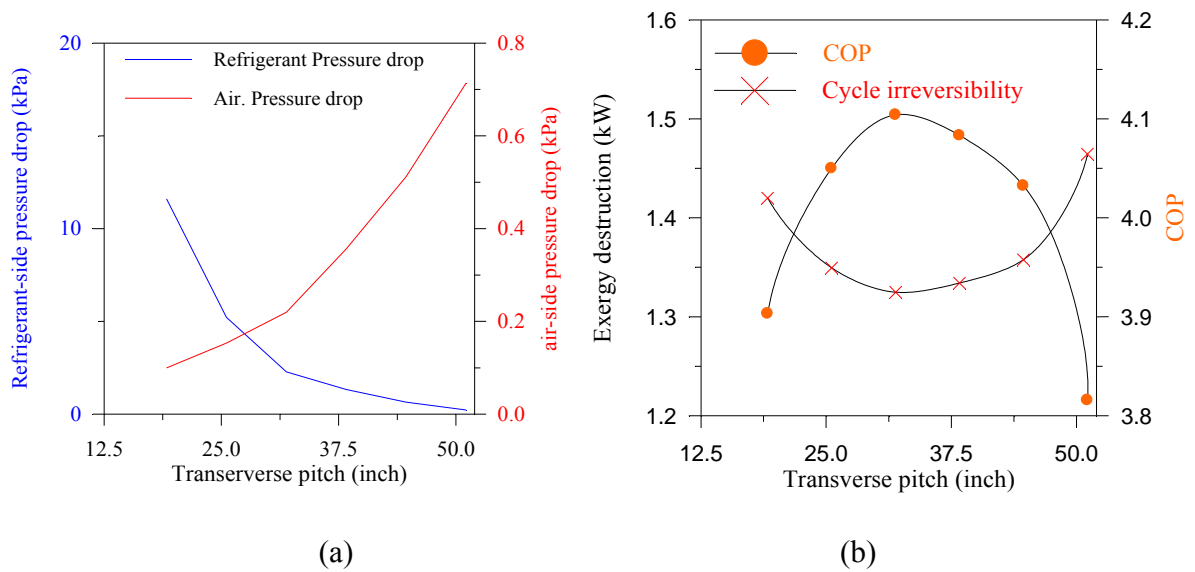 20
10
0
Refrigerant-side pressure drop (kPa)
Refrigerant Pressure drop
Air. Pressure drop
0.8
0.6
0.4
0.2
0.0
air-side pressure drop (kPa)
12.5 25.0 37.5 50.0
Transerverse pitch (inch)
(a)
(b)
1.6
1.5
1.4
1.3
1.2
Exergy destruction (kW)
COP
Cycle irreversibility
4.2
4.1
4.0
3.9
3.8
COP
12.5 25.0 37.5 50.0
Transverse pitch (inch)